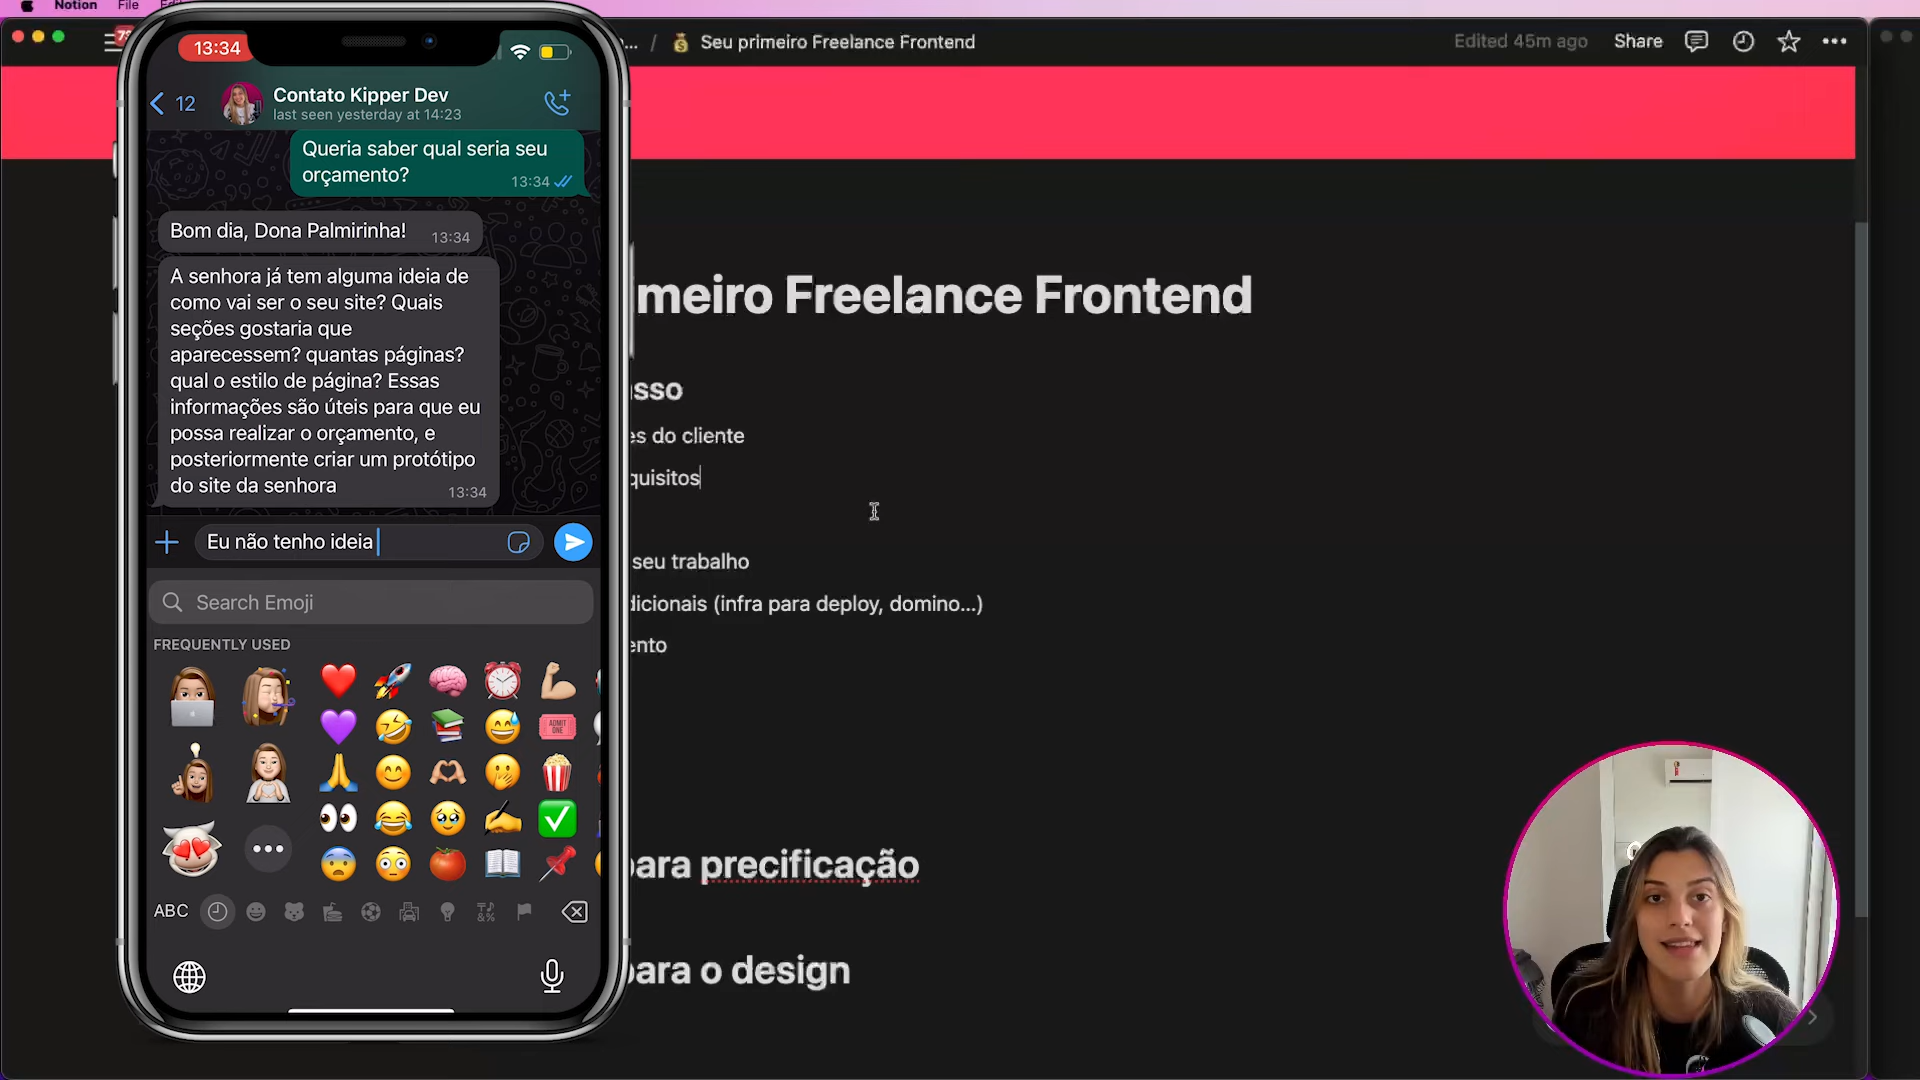 Notion File
13:34
12
Contato Kipper Dev
last seen yesterday at 14:23
Queria saber qual seria seu
orçamento?
13:34
Bom dia, Dona Palmirinha!
13:34
A senhora já tem alguma ideia de
como vai ser o seu site? Quais
seções gostaria que
aparecessem? quantas páginas?
qual o estilo de página? Essas
informações são úteis para que eu
possa realizar o orçamento, e
posteriormente criar um protótipo
do site da senhora
13:34
Eu não tenho ideia
Search Emoji
FREQUENTLY USED
ADMIT ONE
ABC
... / Seu primeiro Freelance Frontend
Edited 45m ago
Share
imeiro Freelance Frontend
sso
es do cliente
quisitos
seu trabalho
dicionais (infra para deploy, domino...)
ento
para precificação
para o design